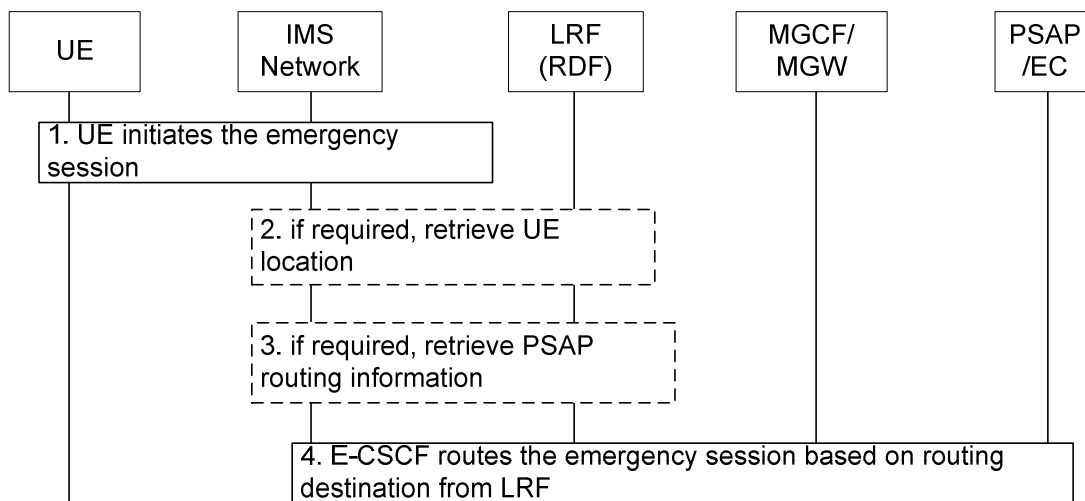 UE
IMS
Network
LRF
(RDF)
MGCF/
MGW
PSAP
/EC
1. UE initiates the emergency
session
2. if required, retrieve UE
location
3. if required, retrieve PSAP
routing information
4. E-CSCF routes the emergency session based on routing
destination from LRF